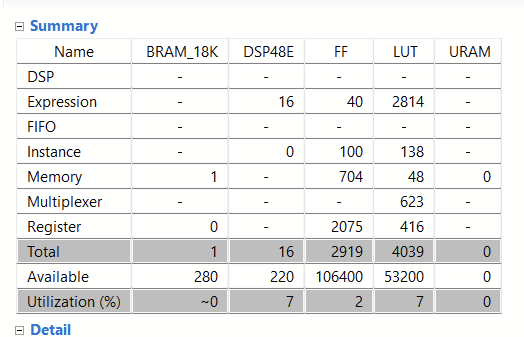 Summary
Name BRAM_18K DSP48E FF LUT URAM
DSP - - - - -
Expression - 16 40 2814 -
FIFO - - - - -
Instance - 0 100 138 -
Memory 1 - 704 48 0
Multiplexer - - - 623 -
Register 0 - 2075 416 -
Total 1 16 2919 4039 0
Available 280 220 106400 53200 0
Utilization (%) ~0 7 2 7 0
Detail